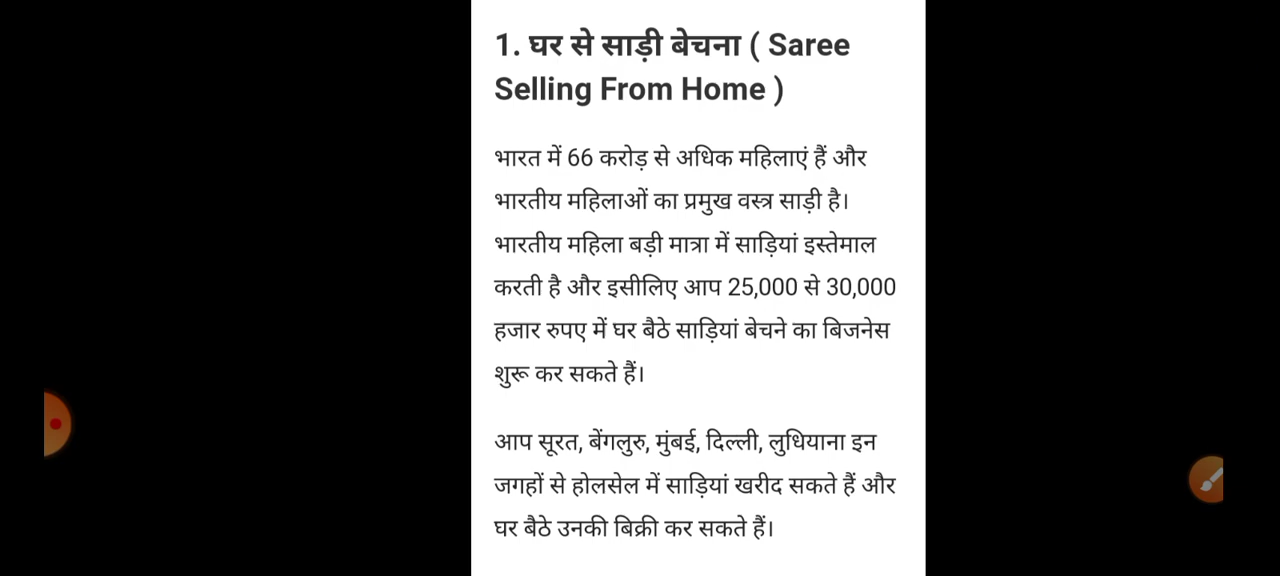 1. घर से साड़ी बेचना ( Saree
Selling From Home )
भारत में 66 करोड़ से अधिक महिलाएं हैं और
भारतीय महिलाओं का प्रमुख वस्त्र साड़ी है।
भारतीय महिला बड़ी मात्रा में साड़ियां इस्तेमाल
करती है और इसीलिए आप 25,000 से 30,000
हजार रुपए में घर बैठे साड़ियां बेचने का बिजनेस
शुरू कर सकते हैं।
आप सूरत, बेंगलुरु, मुंबई, दिल्ली, लुधियाना इन
जगहों से होलसेल में साड़ियां खरीद सकते हैं और
घर बैठे उनकी बिक्री कर सकते हैं।